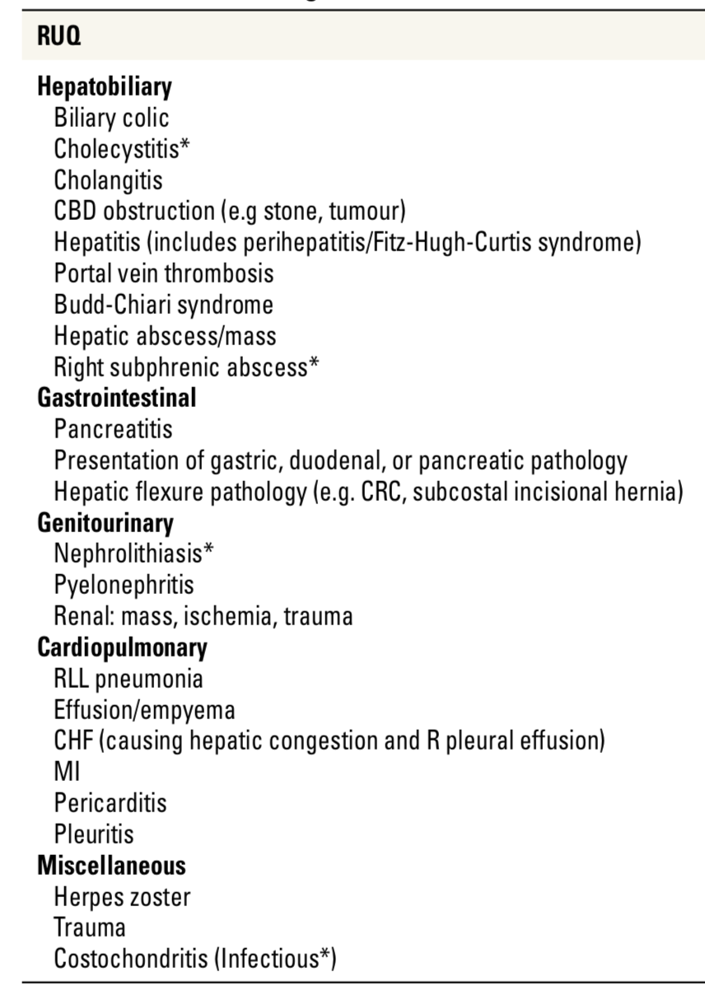 RUQ
Hepatobiliary
Biliary colic
Cholecystitis*
Cholangitis
CBD obstruction (e.g stone, tumour)
Hepatitis (includes perihepatitis/Fitz-Hugh-Curtis syndrome)
Portal vein thrombosis
Budd-Chiari syndrome
Hepatic abscess/mass
Right subphrenic abscess*
Gastrointestinal
Pancreatitis
Presentation of gastric, duodenal, or pancreatic pathology
Hepatic flexure pathology (e.g. CRC, subcostal incisional hernia)
Genitourinary
Nephrolithiasis*
Pyelonephritis
Renal: mass, ischemia, trauma
Cardiopulmonary
RLL pneumonia
Effusion/empyema
CHF (causing hepatic congestion and R pleural effusion)
MI
Pericarditis
Pleuritis
Miscellaneous
Herpes zoster
Trauma
Costochondritis (Infectious*)